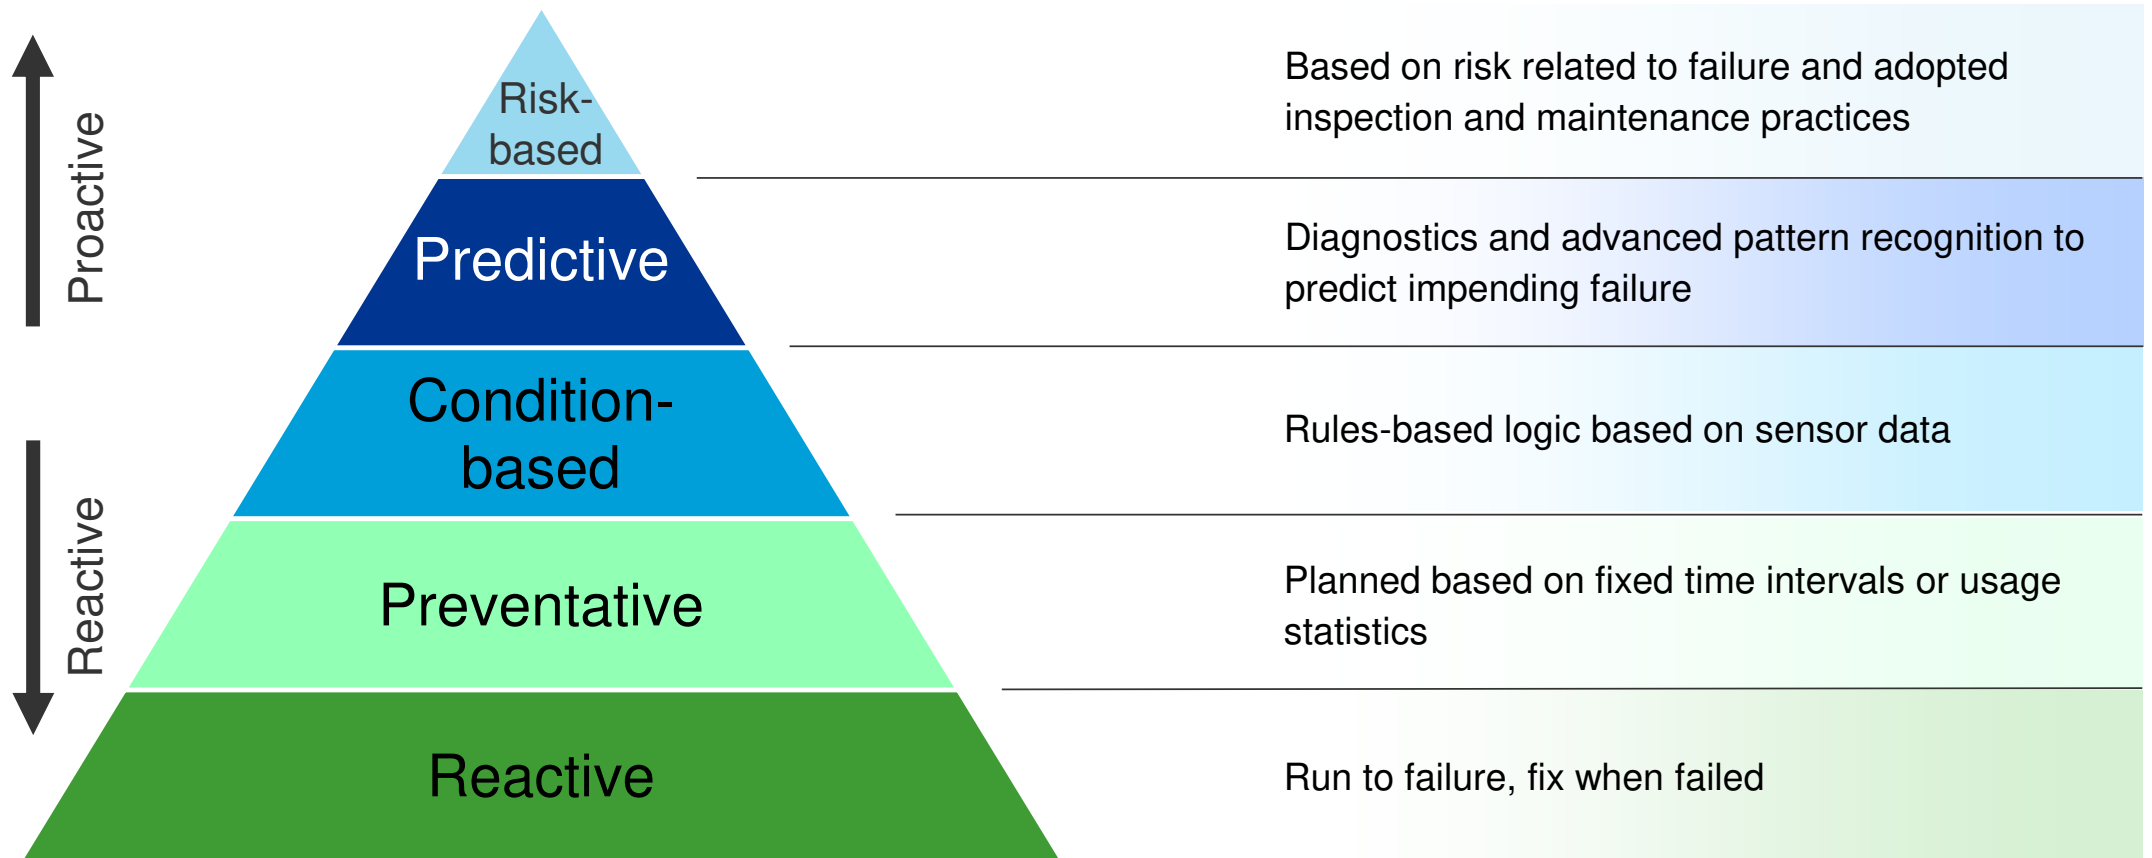 Proactive
Reactive
Risk-
based
Based on risk related to failure and adopted
inspection and maintenance practices
Predictive
Diagnostics and advanced pattern recognition to
predict impending failure
Condition-
based
Rules-based logic based on sensor data
Preventative
Planned based on fixed time intervals or usage
statistics
Reactive
Run to failure, fix when failed